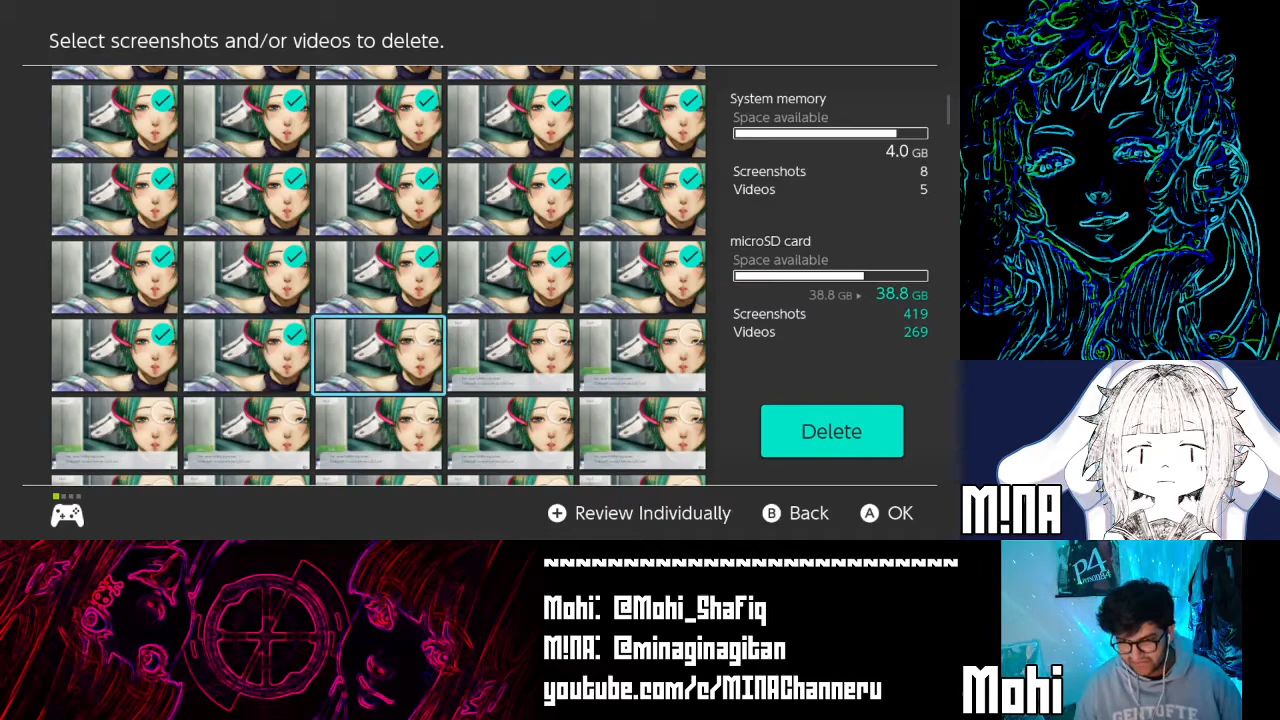 Select screenshots and/or videos to delete.
System memory
Space available
4.0 GB
Screenshots 8
Videos 5
microSD card
Space available
38.8 GB ▸ 38.8 GB
Screenshots 419
Videos 269
Delete
+ Review Individually B Back A OK
M!NA
P4
Mohi: @Mohi_Shafiq
M!NA: @minaginagitan
youtube.com/c/MINAChanneru
Mohi
GENTOFTE